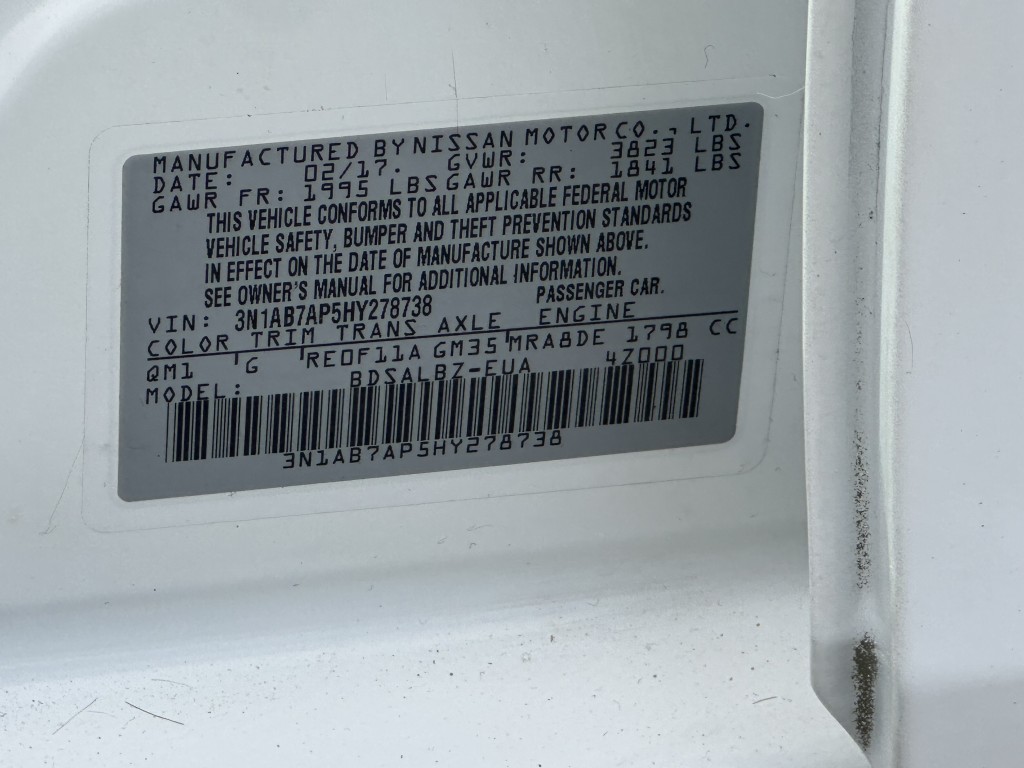 MANUFACTURED BY NISSAN MOTOR CO., LTD.
DATE: 02/17. GVWR: 3823 LBS
GAWR FR: 1995 LBS GAWR RR: 1841 LBS
THIS VEHICLE CONFORMS TO ALL APPLICABLE FEDERAL MOTOR
VEHICLE SAFETY, BUMPER AND THEFT PREVENTION STANDARDS
IN EFFECT ON THE DATE OF MANUFACTURE SHOWN ABOVE.
SEE OWNER'S MANUAL FOR ADDITIONAL INFORMATION.
VIN: 3N1AB7AP5HY278738 PASSENGER CAR.
COLOR TRIM TRANS AXLE ENGINE
QM1 G RE0F11A GM35 MRA8DE 1798 CC
MODEL: BDSALBZ-EUA 4Z000
3N1AB7AP5HY278738